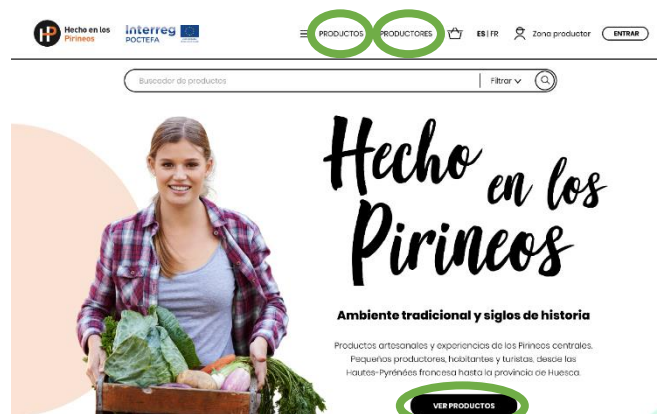 HP Hecho en los
Pirineos
Interreg
POCTEFA
PRODUCTOS PRODUCTORES ES | FR Zona productor ENTRAR
Buscador de productos Filtrar
Hecho en los
Pirineos
Ambiente tradicional y siglos de historia
Productos artesanales y experiencias de los Pirineos centrales.
Pequeños productores, habitantes y turistas, desde las
Hautes-Pyrénées francesa hasta la provincia de Huesca.
VER PRODUCTOS